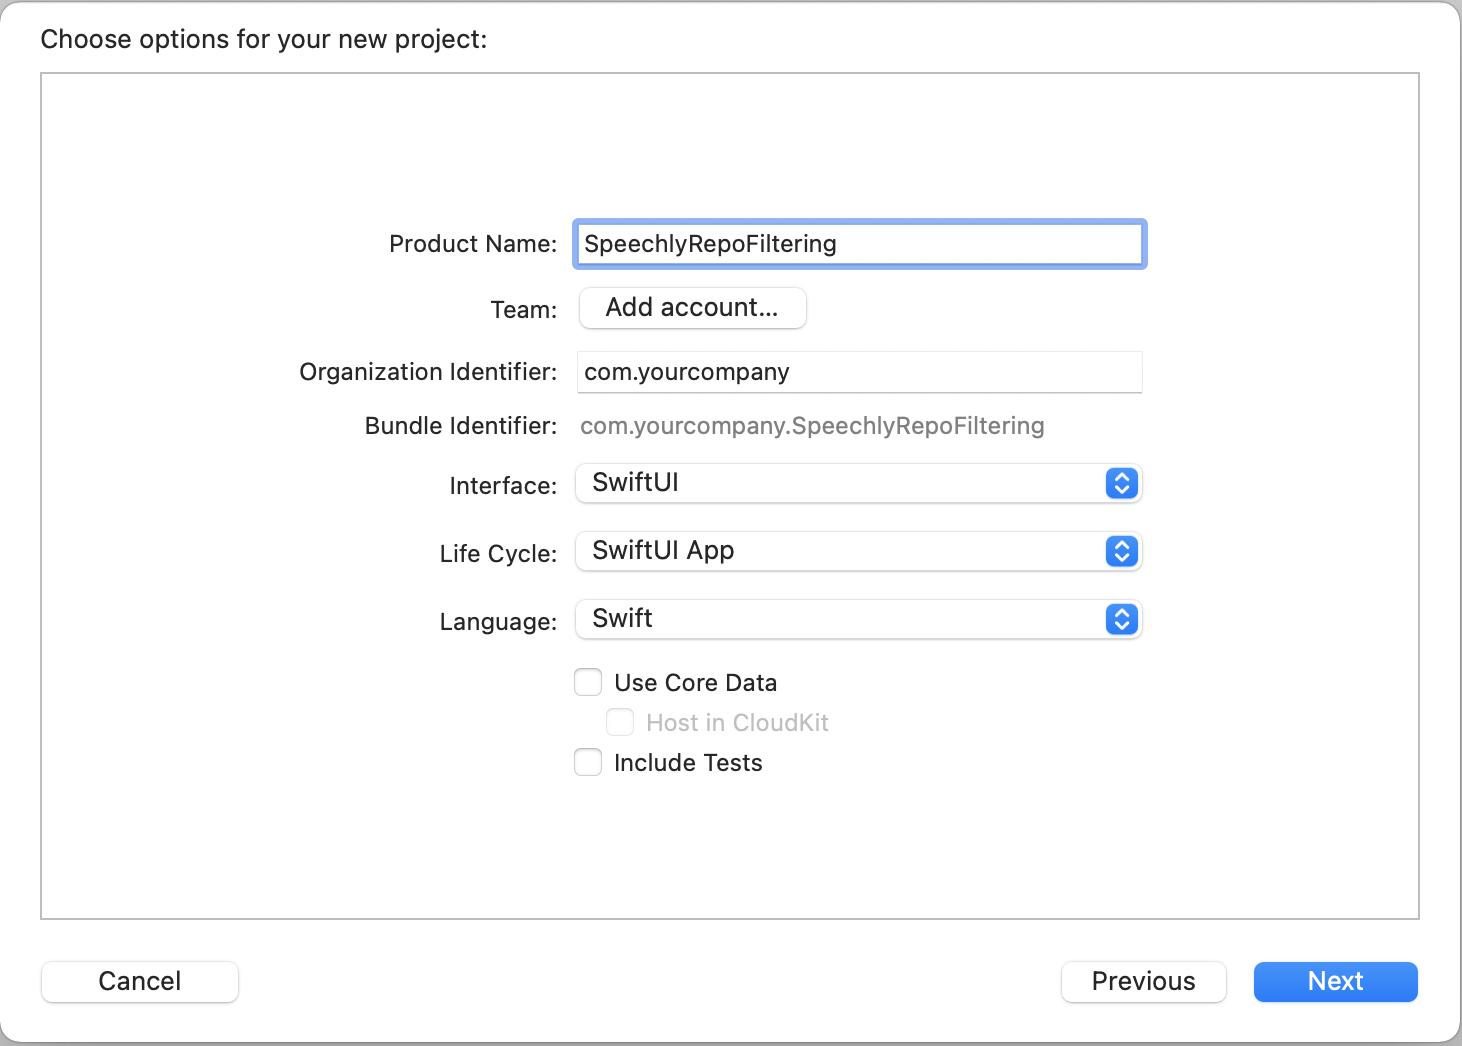 Choose options for your new project:
Product Name: SpeechlyRepoFiltering
Team: Add account...
Organization Identifier: com.yourcompany
Bundle Identifier: com.yourcompany.SpeechlyRepoFiltering
Interface: SwiftUI
Life Cycle: SwiftUI App
Language: Swift
Use Core Data
Host in CloudKit
Include Tests
Cancel Previous Next